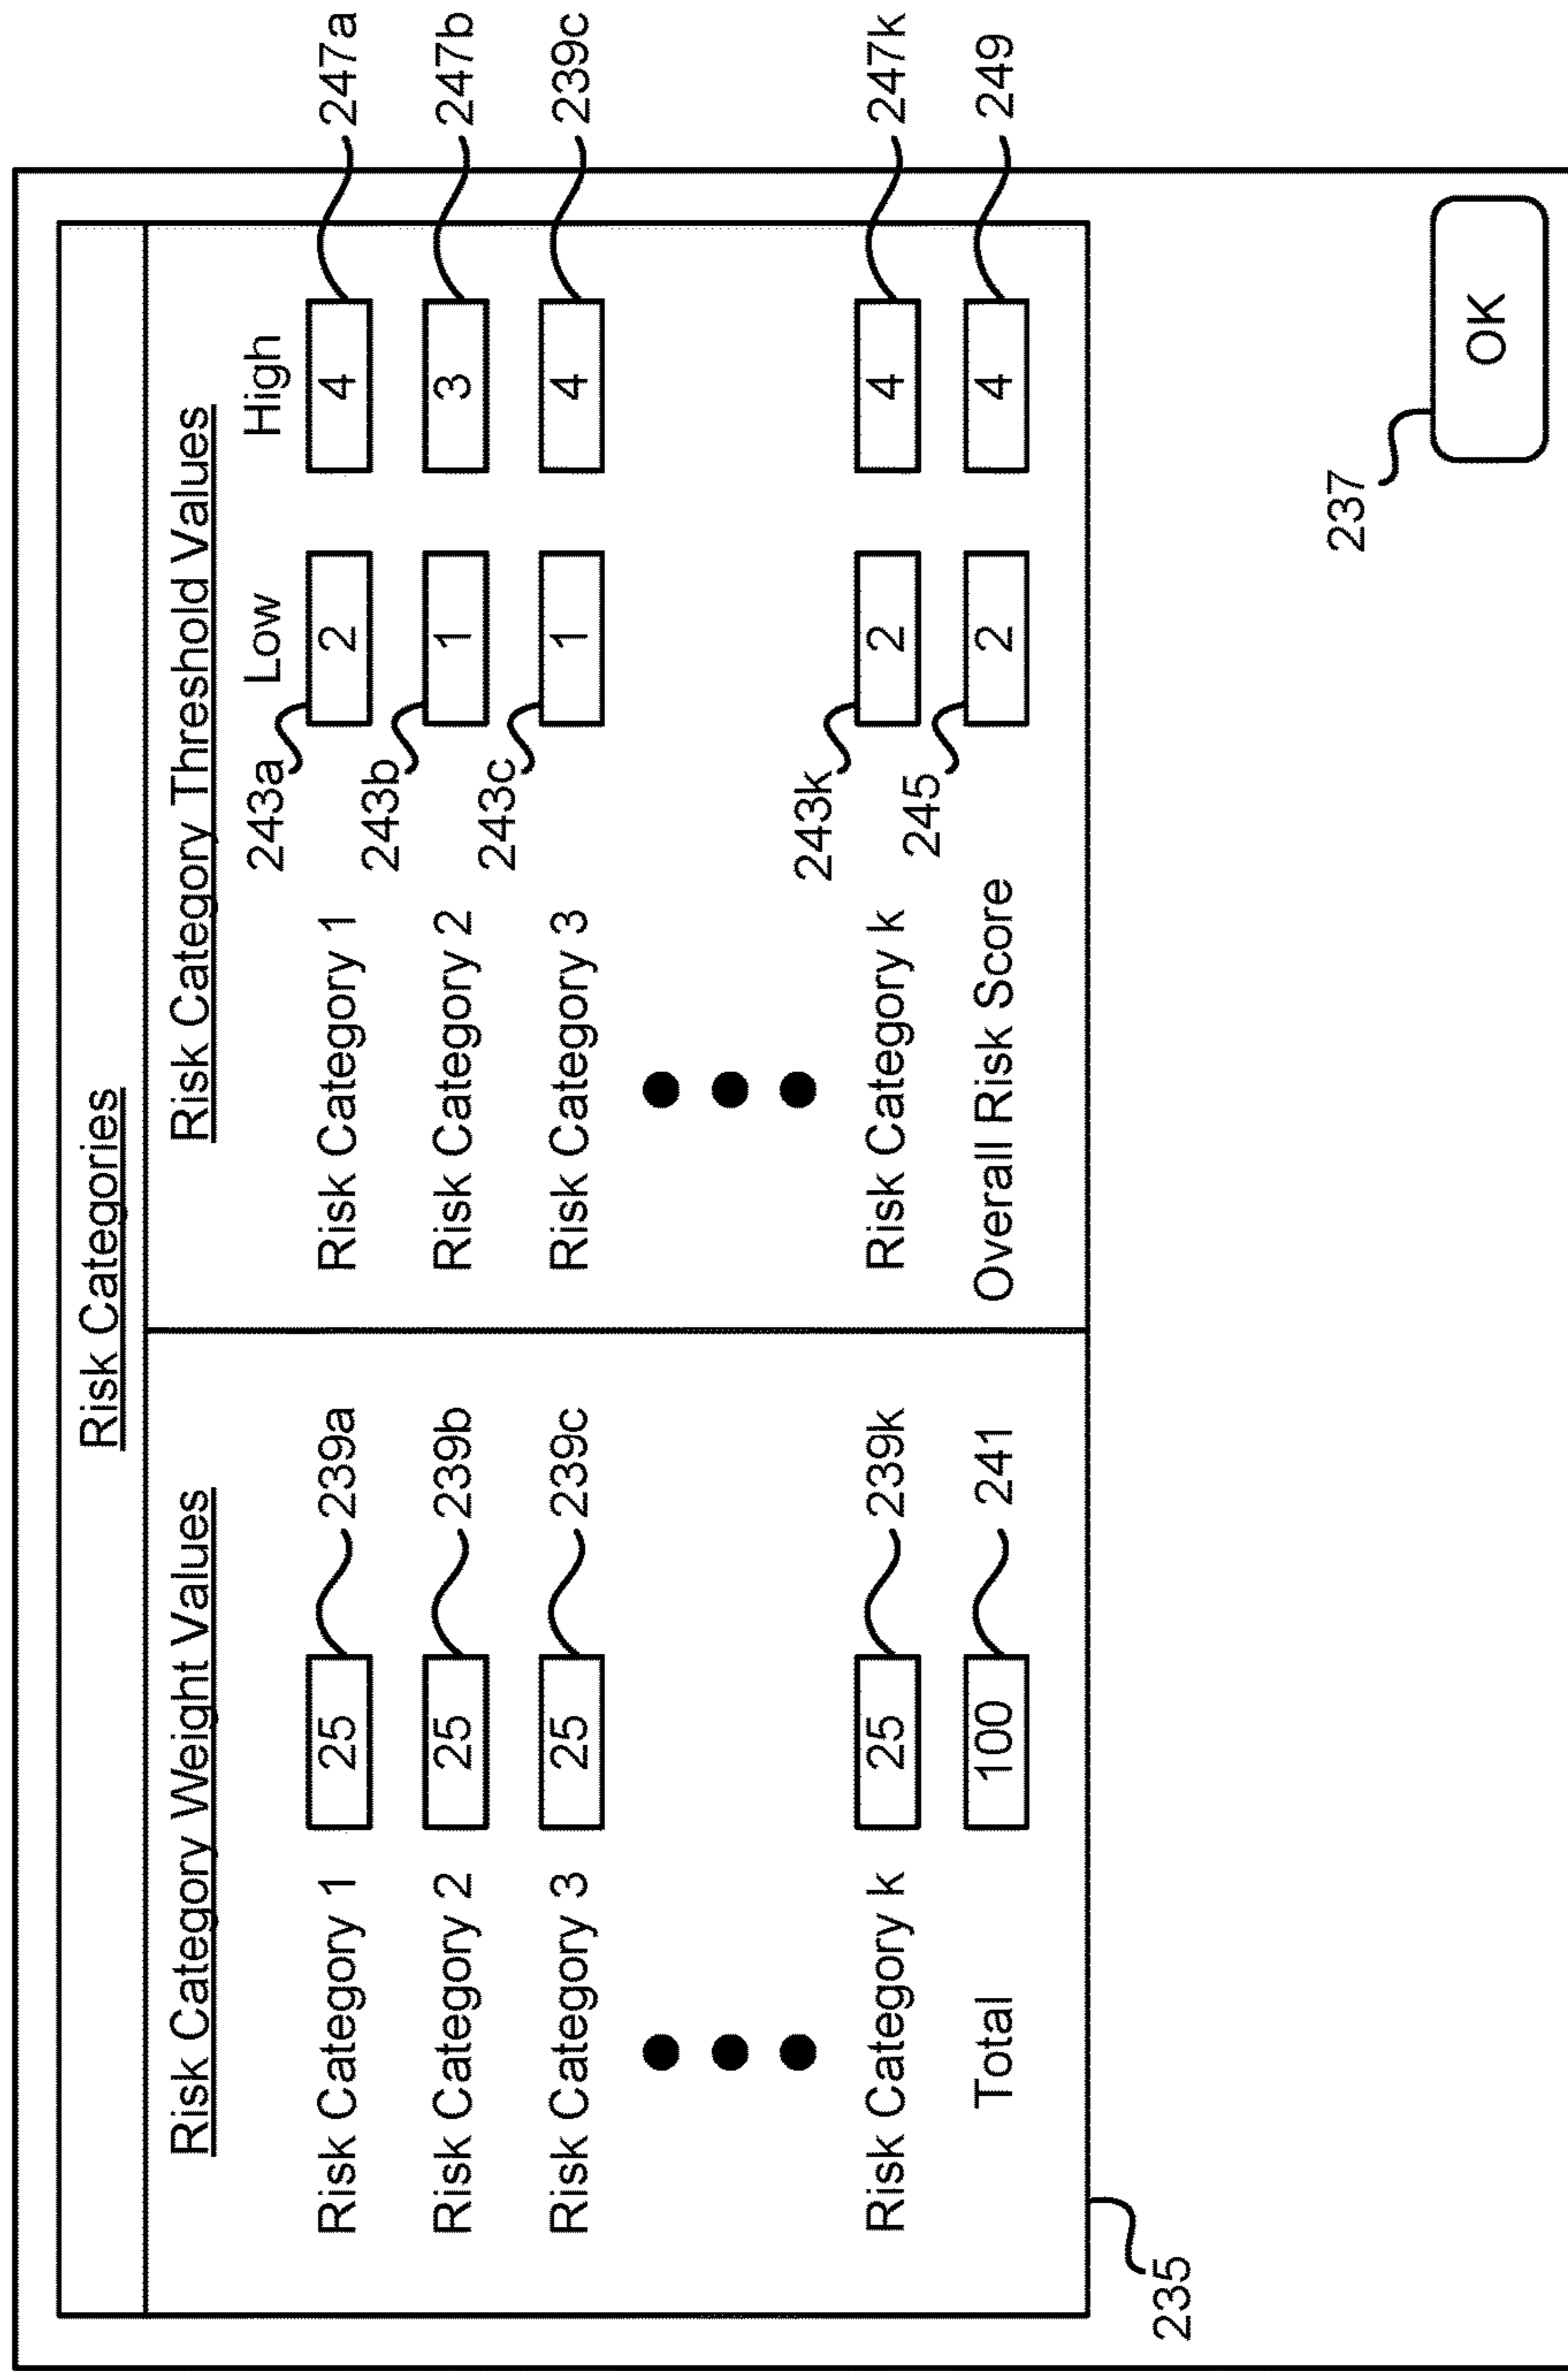 Risk Categories
Risk Category Weight Values
Risk Category 1 25 239a
Risk Category 2 25 239b
Risk Category 3 25 239c
Risk Category k 25 239k
Total 100 241
Risk Category Threshold Values
Low High
Risk Category 1 243a 2 4 247a
Risk Category 2 243b 1 3 247b
Risk Category 3 243c 1 4 239c
Risk Category k 243k 2 4 247k
Overall Risk Score 245 2 4 249
235
237
OK